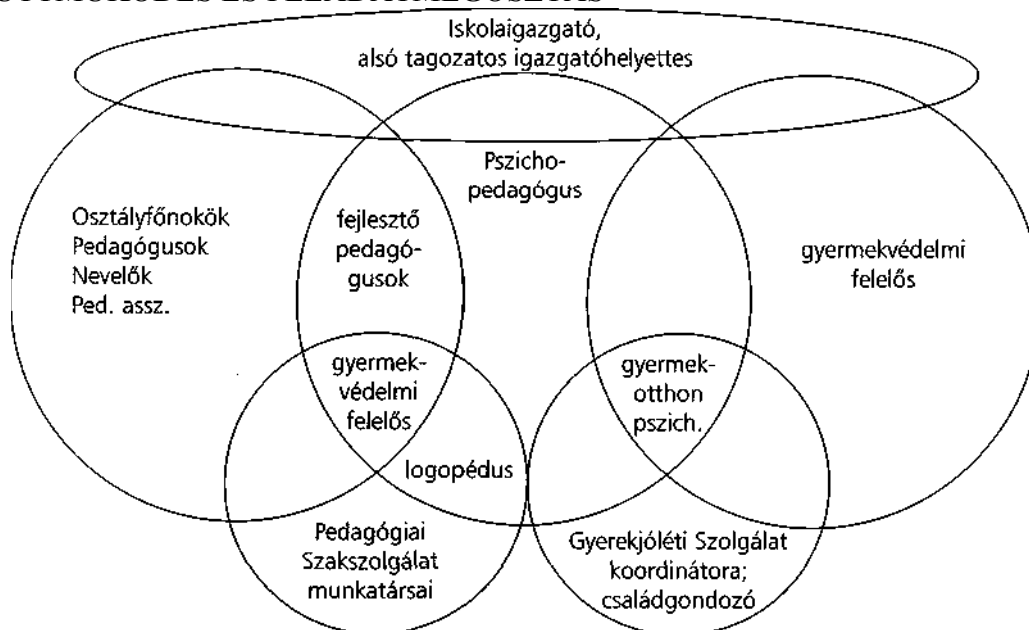 Iskolaigazgató,
alsó tagozatos igazgatóhelyettes
Pszicho-
pedagógus
Osztályfőnökök
Pedagógusok
Nevelők
Ped. assz.
fejlesztő
pedagó-
gusok
gyermekvédelmi
felelős
gyermek-
védelmi
felelős
gyermek-
otthon
pszich.
logopédus
Pedagógiai
Szakszolgálat
munkatársai
Gyerekjóléti Szolgálat
koordinátora;
családgondozó